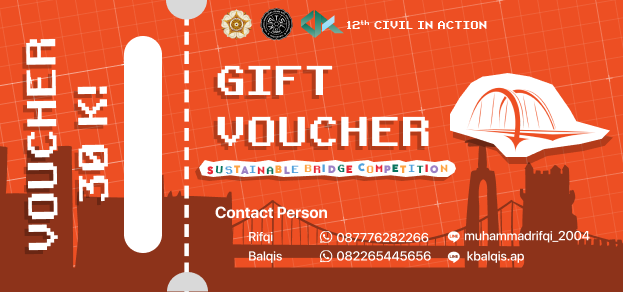 VOUCHER
30 K!
12th CIVIL IN ACTION
GIFT
VOUCHER
SUSTAINABLE BRIDGE COMPETITION
Contact Person
Rifqi 087776282266 muhammadrifqi_2004
Balqis 082265445656 kbalqis.ap